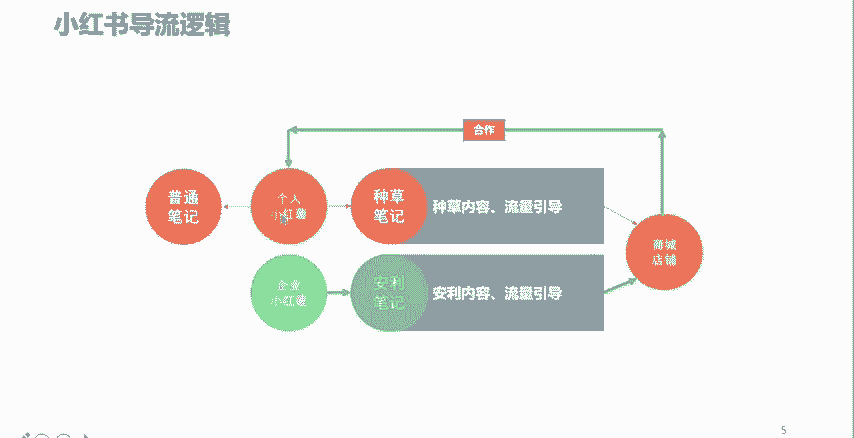 小红书导流逻辑
合作
普通
笔记
个人
小红薯
种草
笔记
种草内容、流量引导
商城
店铺
企业
小红薯
安利
笔记
安利内容、流量引导
5